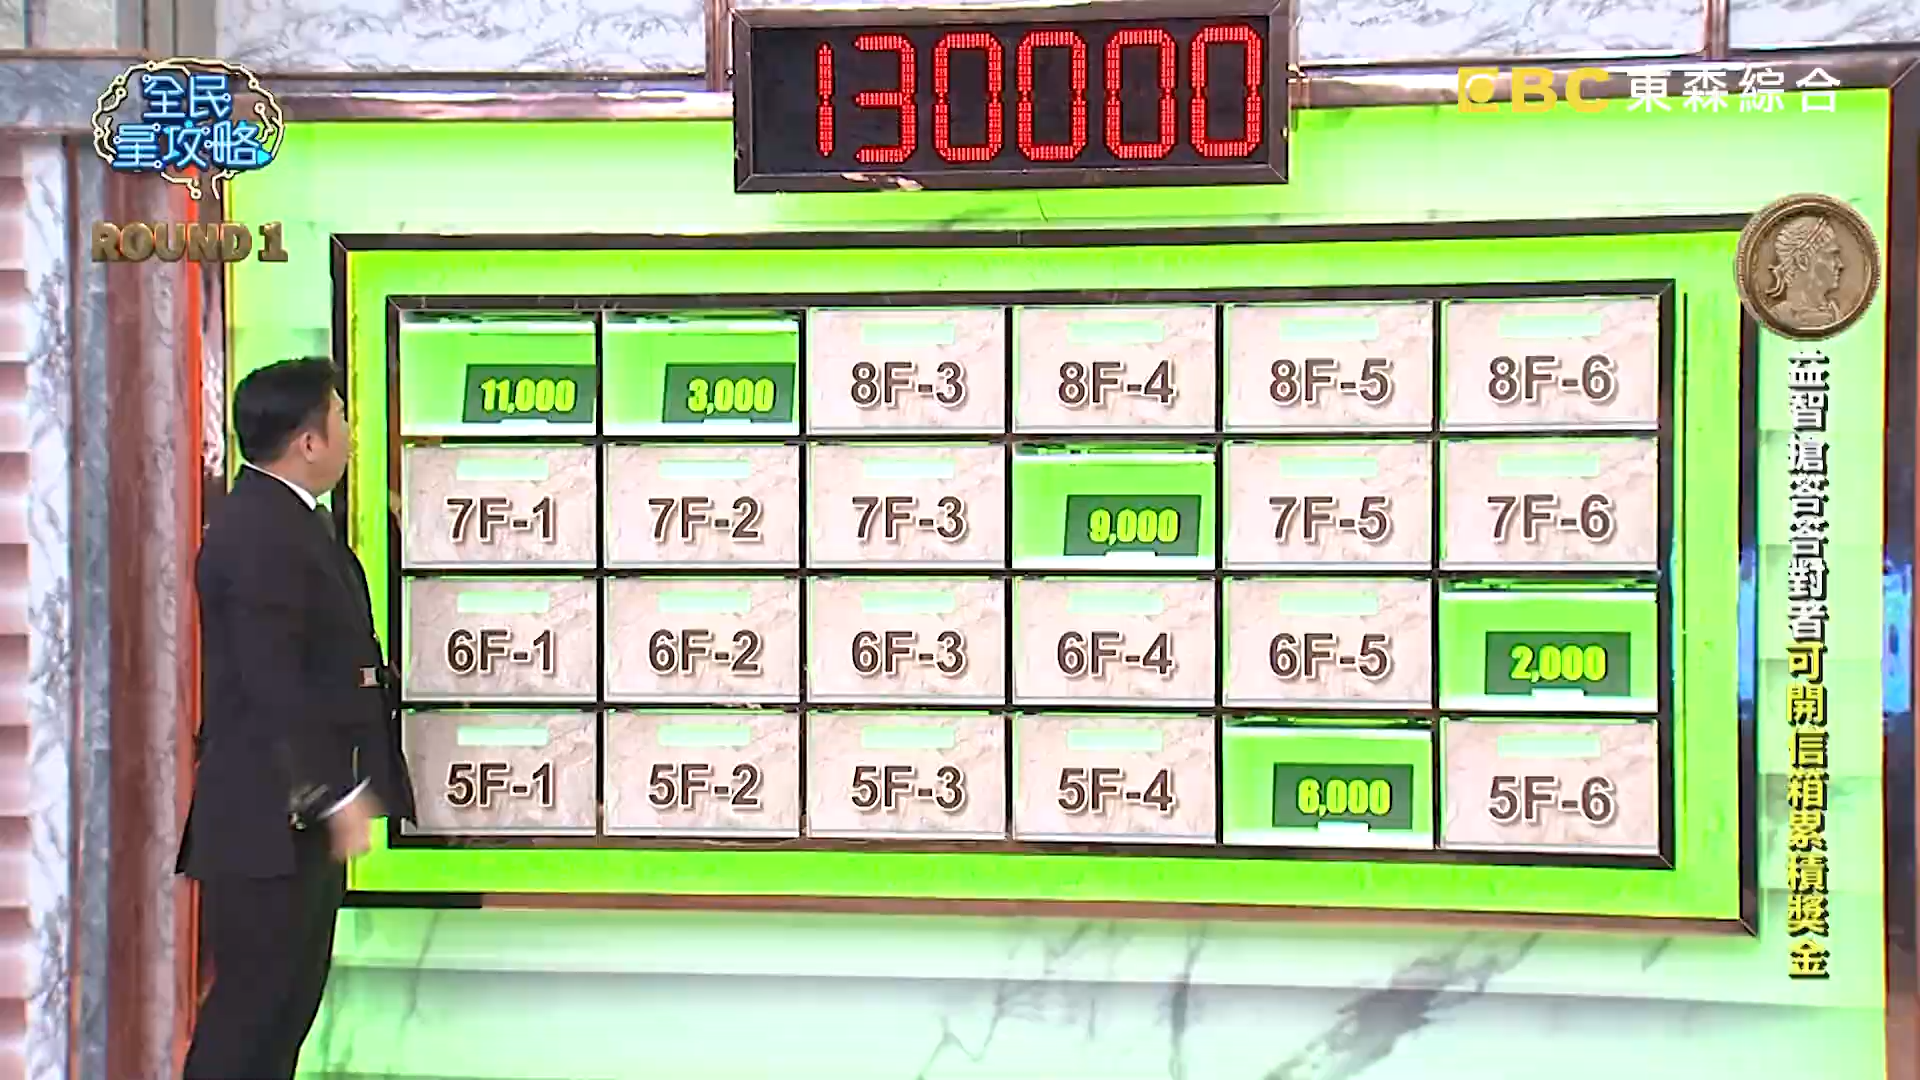 130000
全民
星攻略
EBC 東森綜合
ROUND 1
11,000 3,000 8F-3 8F-4 8F-5 8F-6
7F-1 7F-2 7F-3 9,000 7F-5 7F-6
6F-1 6F-2 6F-3 6F-4 6F-5 2,000
5F-1 5F-2 5F-3 5F-4 6,000 5F-6
益智搶答答對者可開信箱累積獎金